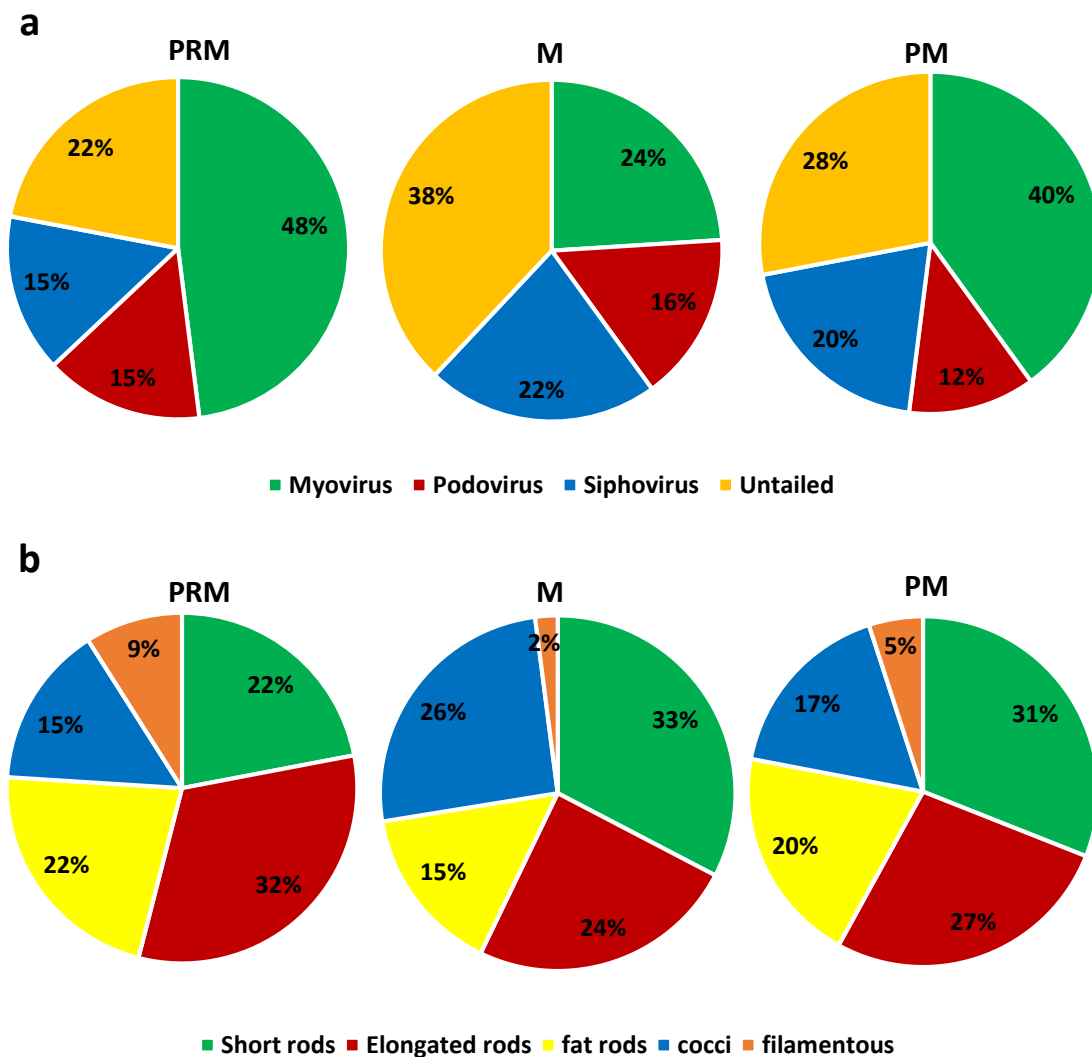 a
PRM M PM
22% 48% 15% 15%
38% 24% 16% 22%
28% 40% 20% 12%
Myovirus Podovirus Siphovirus Untailed
b
PRM M PM
9% 22% 15% 22% 32%
2% 33% 26% 15% 24%
5% 31% 17% 20% 27%
Short rods Elongated rods fat rods cocci filamentous